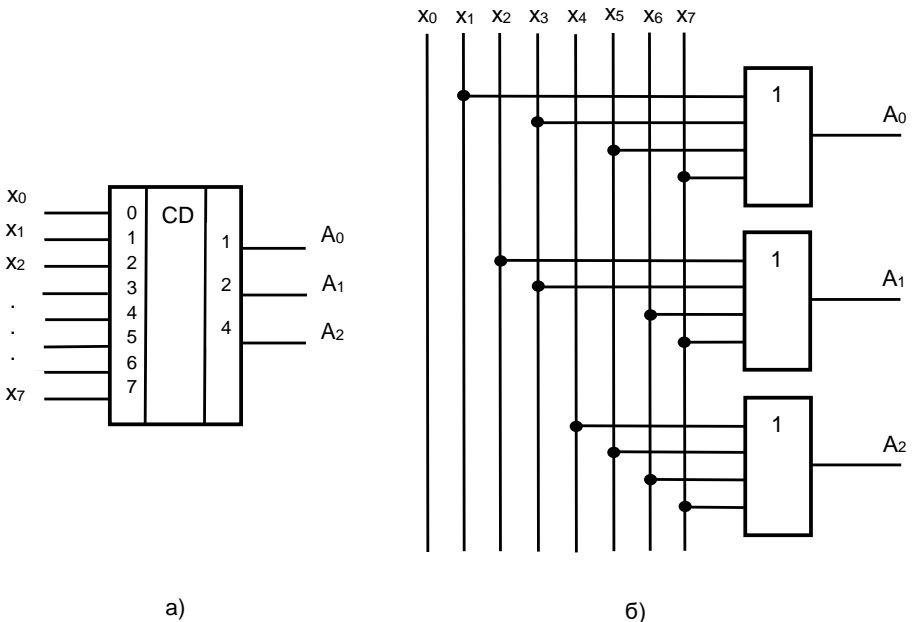 x₀ x₁ x₂ x₃ x₄ x₅ x₆ x₇
1
A₀
x₀
0
CD
x₁
1
1
A₀
x₂
2
3
2
A₁
.
4
.
5
4
A₂
.
6
x₇
7
1
A₁
1
A₂
а)
б)